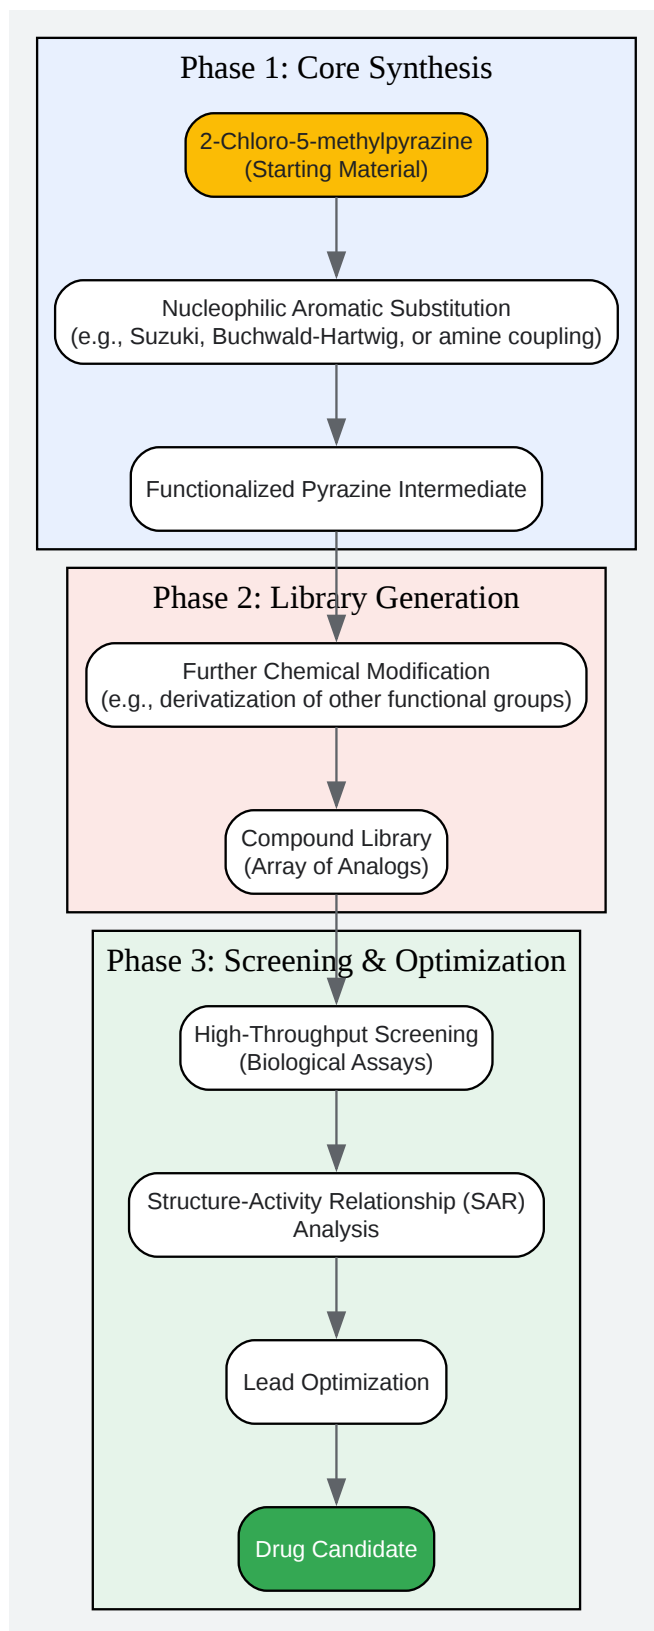 Phase 1: Core Synthesis
2-Chloro-5-methylpyrazine
(Starting Material)
Nucleophilic Aromatic Substitution
(e.g., Suzuki, Buchwald-Hartwig, or amine coupling)
Functionalized Pyrazine Intermediate
Phase 2: Library Generation
Further Chemical Modification
(e.g., derivatization of other functional groups)
Compound Library
(Array of Analogs)
Phase 3: Screening & Optimization
High-Throughput Screening
(Biological Assays)
Structure-Activity Relationship (SAR)
Analysis
Lead Optimization
Drug Candidate